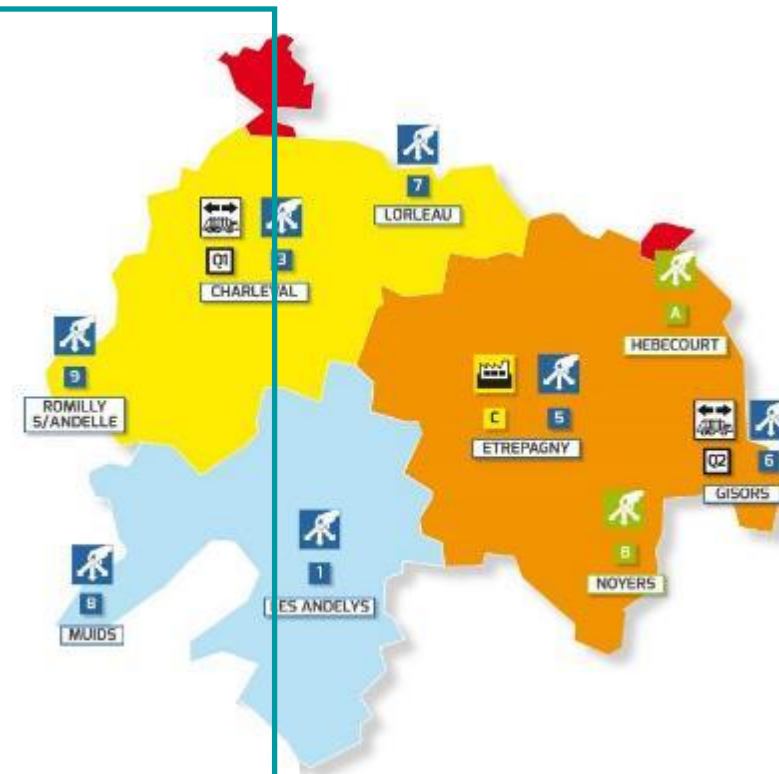 7
LORLEAU
Q1
3
CHARLEVAL
A
HEBECOURT
9
ROMILLY
S/ANDELLE
C
5
ETREPAGNY
Q2
6
GISORS
B
NOYERS
1
LES ANDELYS
8
MUIDS